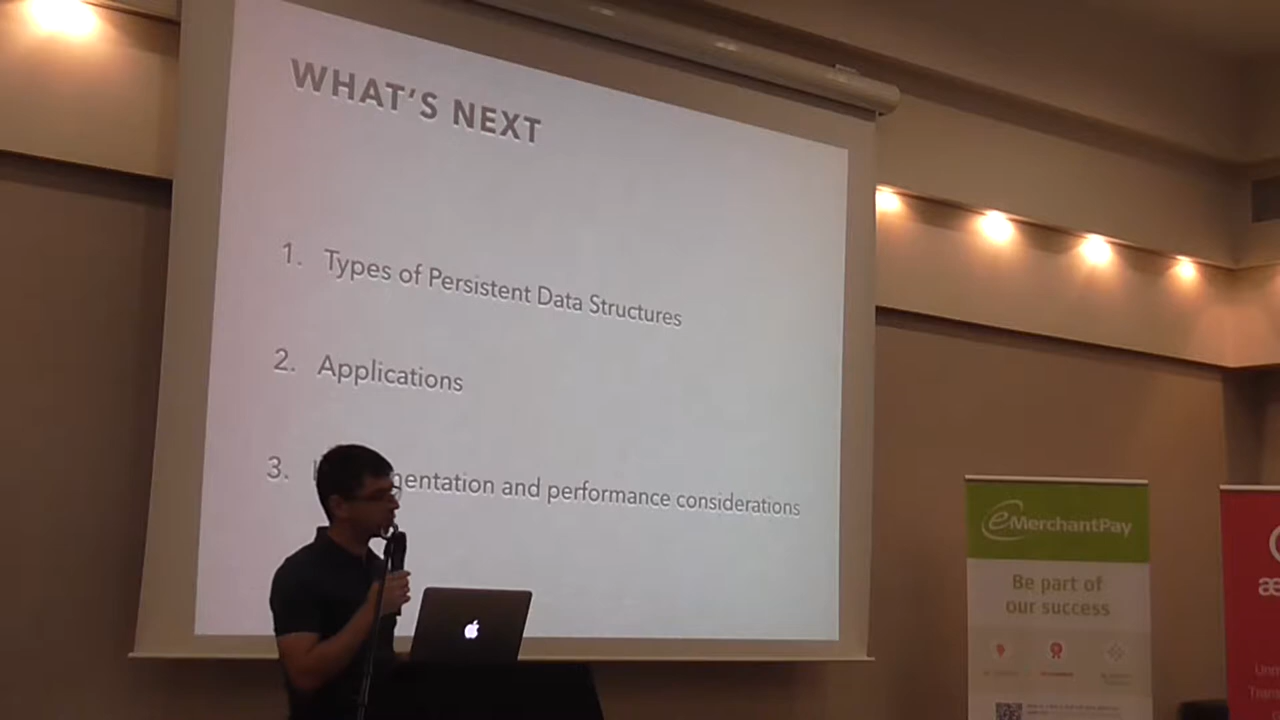 WHAT'S NEXT
1. Types of Persistent Data Structures
2. Applications
3. entation and performance considerations
eMerchantPay
Be part of
our success